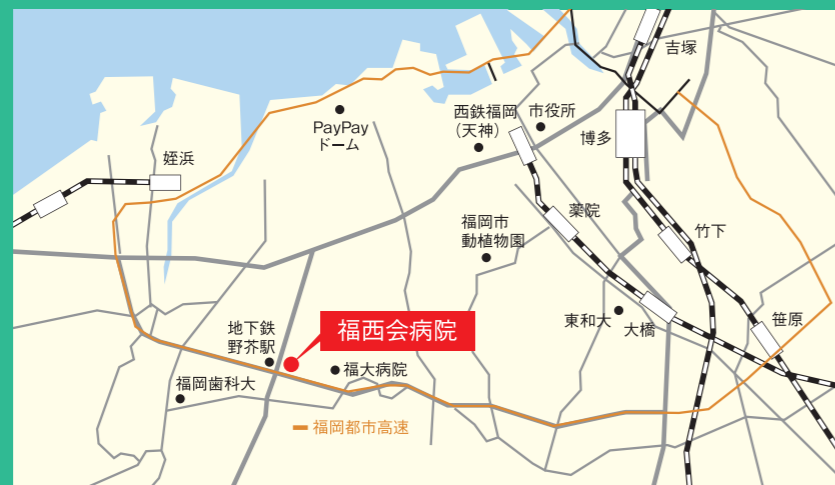 吉塚
西鉄福岡
（天神）
市役所
PayPay
ドーム
博多
姪浜
薬院
福岡市
動植物園
竹下
東和大
大橋
笹原
地下鉄
野芥駅
福西会病院
福大病院
福岡歯科大
福岡都市高速